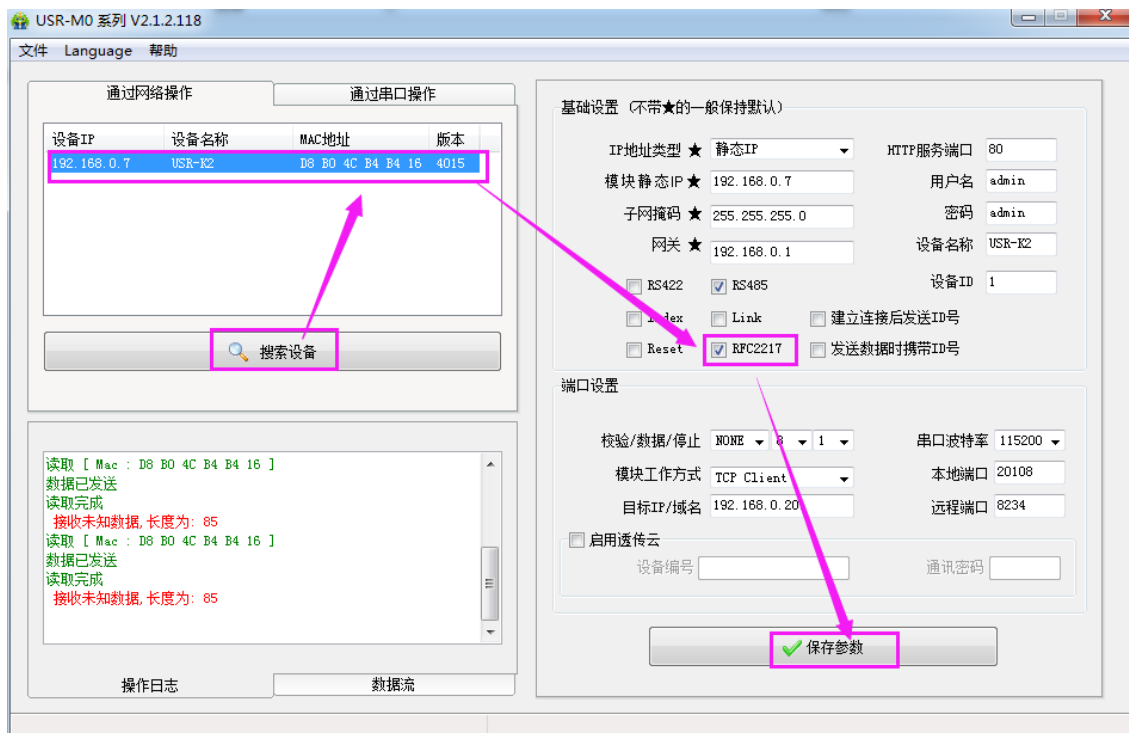 USR-M0 系列 V2.1.2.118
文件 Language 帮助
通过网络操作 通过串口操作
设备IP 设备名称 MAC地址 版本
192.168.0.7 USR-K2 D8 B0 4C B4 B4 16 4015
搜索设备
读取 [ Mac : D8 B0 4C B4 B4 16 ]
数据已发送
读取完成
接收未知数据,长度为: 85
读取 [ Mac : D8 B0 4C B4 B4 16 ]
数据已发送
读取完成
接收未知数据,长度为: 85
操作日志 数据流
基础设置 (不带★的一般保持默认)
IP地址类型 ★ 静态IP HTTP服务端口 80
模块静态IP ★ 192.168.0.7 用户名 admin
子网掩码 ★ 255.255.255.0 密码 admin
网关 ★ 192.168.0.1 设备名称 USR-K2
RS422 RS485 设备ID 1
Index Link 建立连接后发送ID号
Reset RFC2217 发送数据时携带ID号
端口设置
校验/数据/停止 NONE 8 1 串口波特率 115200
模块工作方式 TCP Client 本地端口 20108
目标IP/域名 192.168.0.20 远程端口 8234
启用透传云
设备编号 通讯密码
保存参数